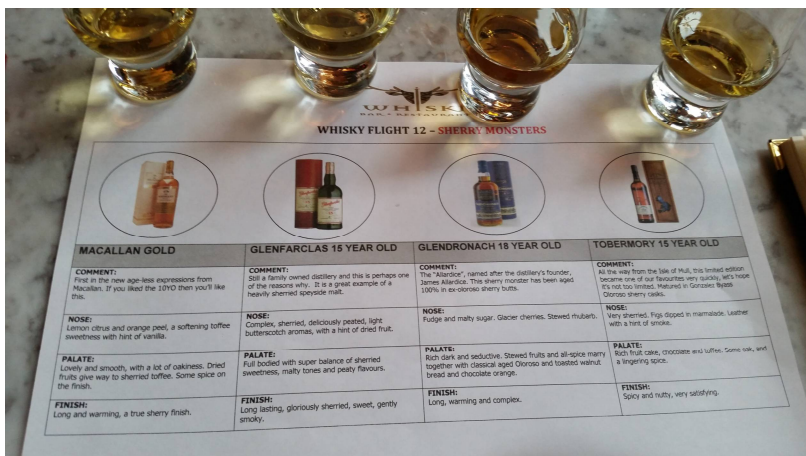 WHISKI
BAR & RESTAURANT
WHISKY FLIGHT 12 – SHERRY MONSTERS
MACALLAN GOLD
COMMENT:
First in the new age-less expressions from
Macallan. If you liked the 10YO then you'll like
this.
NOSE:
Lemon citrus and orange peel, a softening toffee
sweetness with hint of vanilla.
PALATE:
Lovely and smooth, with a lot of oakiness. Dried
fruits give way to sherried toffee. Some spice on
the finish.
FINISH:
Long and warming, a true sherry finish.
GLENFARCLAS 15 YEAR OLD
COMMENT:
Still a family owned distillery and this is perhaps one
of the reasons why. It is a great example of a
heavily sherried speyside malt.
NOSE:
Complex, sherried, deliciously peated, light
butterscotch aromas, with a hint of dried fruit.
PALATE:
Full bodied with super balance of sherried
sweetness, malty tones and peaty flavours.
FINISH:
Long lasting, gloriously sherried, sweet, gently
smoky.
GLENDRONACH 18 YEAR OLD
COMMENT:
The "Allardice", named after the distillery's founder,
James Allardice. This sherry monster has been aged
100% in ex-oloroso sherry butts.
NOSE:
Fudge and malty sugar. Glacier cherries. Stewed rhubarb.
PALATE:
Rich dark and seductive. Stewed fruits and all-spice marry
together with classical aged Oloroso and toasted walnut
bread and chocolate orange.
FINISH:
Long, warming and complex.
TOBERMORY 15 YEAR OLD
COMMENT:
All the way from the Isle of Mull, this limited edition
became one of our favourites very quickly, let's hope
it's not too limited. Matured in Gonzalez Byass
Oloroso sherry casks.
NOSE:
Very sherried. Figs dipped in marmalade. Leather
with a hint of smoke.
PALATE:
Rich fruit cake, chocolate and toffee. Some oak, and
a lingering spice.
FINISH:
Spicy and nutty, very satisfying.